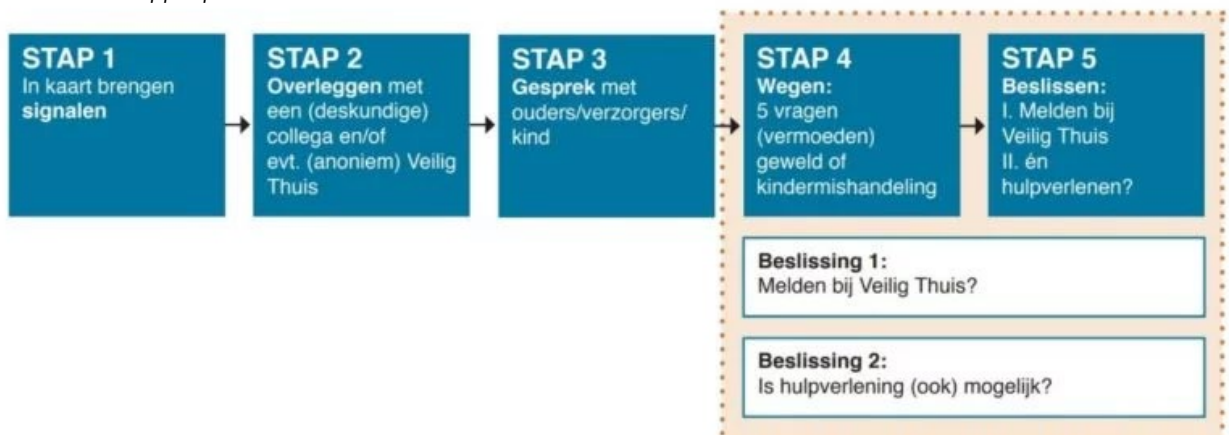 STAP 1
In kaart brengen
signalen
STAP 2
Overleggen met
een (deskundige)
collega en/of
evt. (anoniem) Veilig
Thuis
STAP 3
Gesprek met
ouders/verzorgers/
kind
STAP 4
Wegen:
5 vragen
(vermoeden)
geweld of
kindermishandeling
STAP 5
Beslissen:
I. Melden bij
Veilig Thuis
II. én
hulpverlenen?
Beslissing 1:
Melden bij Veilig Thuis?
Beslissing 2:
Is hulpverlening (ook) mogelijk?